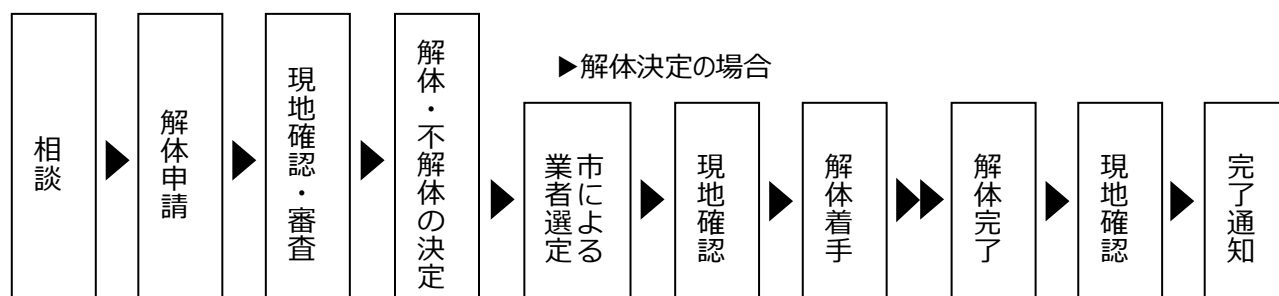 相談
▶
解体申請
▶
現地確認・審査
▶
解体・不解体の決定
▶解体決定の場合
▶
市による
業者選定
▶
現地確認
▶
解体着手
▶▶
解体完了
▶
現地確認
▶
完了通知